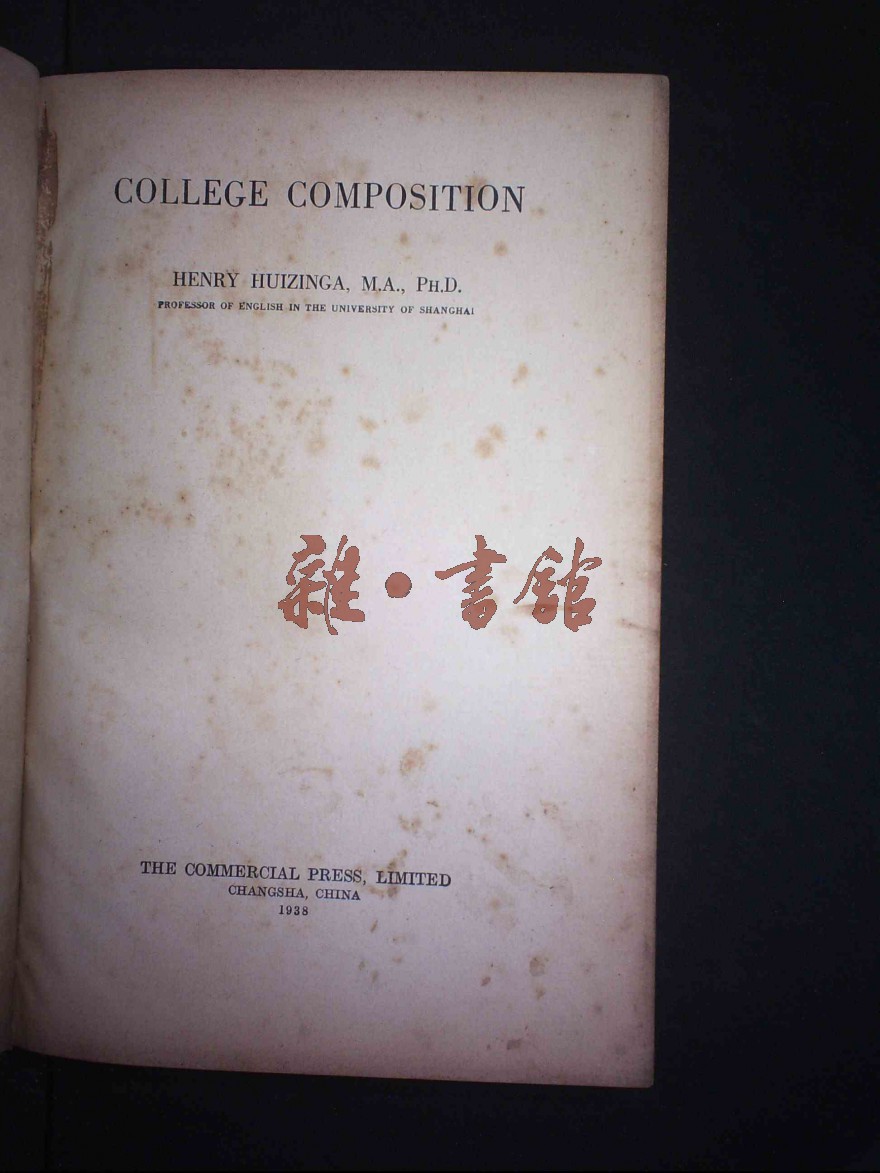 COLLEGE COMPOSITION
HENRY HUIZINGA, M.A., PH.D.
PROFESSOR OF ENGLISH IN THE UNIVERSITY OF SHANGHAI
雜•書館
THE COMMERCIAL PRESS, LIMITED
CHANGSHA, CHINA
1938